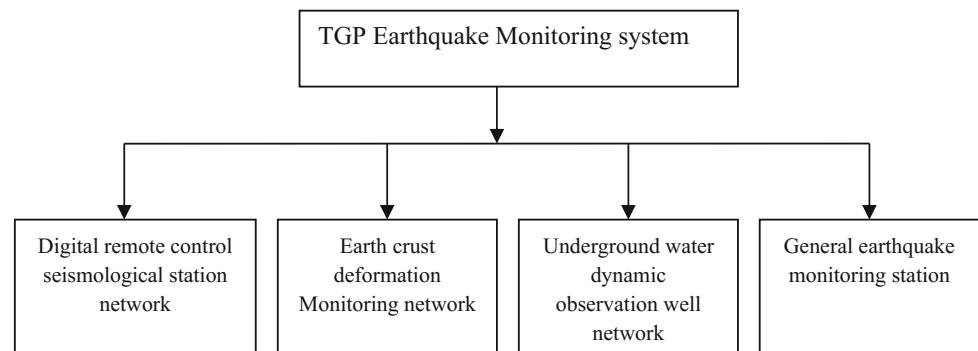 TGP Earthquake Monitoring system
Digital remote control
seismological station
network
Earth crust
deformation
Monitoring network
Underground water
dynamic
observation well
network
General earthquake
monitoring station